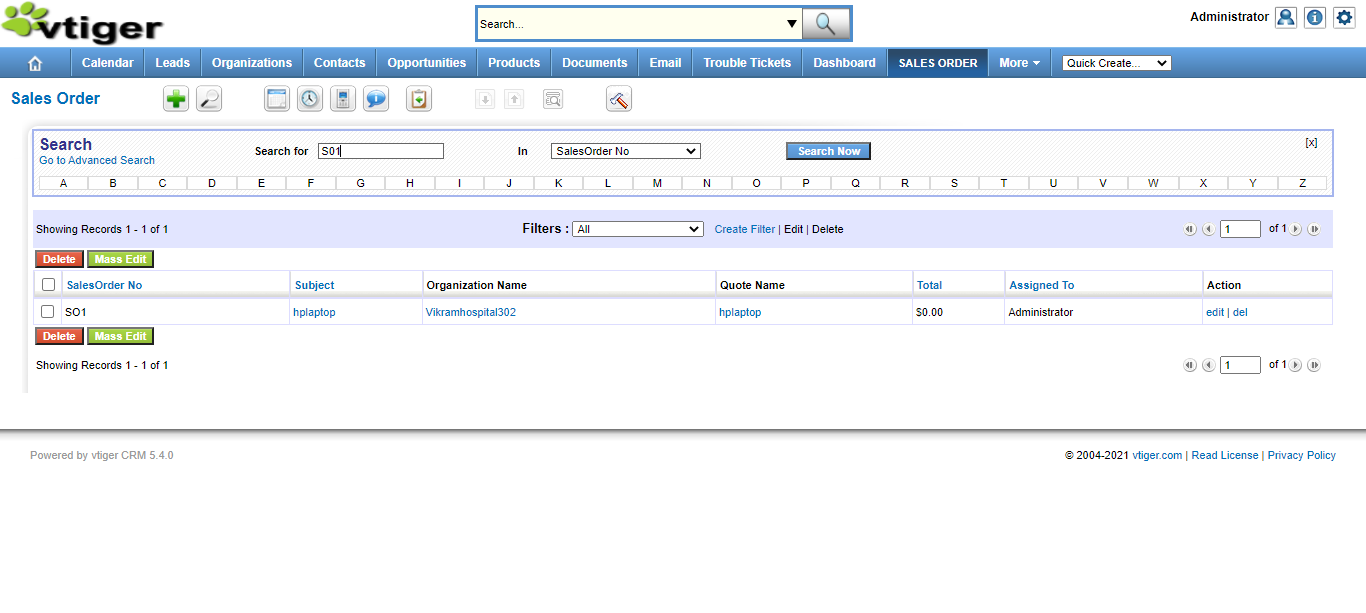 vtiger
Search...
Administrator
Calendar Leads Organizations Contacts Opportunities Products Documents Email Trouble Tickets Dashboard SALES ORDER More Quick Create...
Sales Order
Search
Go to Advanced Search
Search for S01 In SalesOrder No Search Now [x]
A B C D E F G H I J K L M N O P Q R S T U V W X Y Z
Showing Records 1 - 1 of 1 Filters : All Create Filter | Edit | Delete 1 of 1
Delete Mass Edit
SalesOrder No Subject Organization Name Quote Name Total Assigned To Action
SO1 hplaptop Vikramhospital302 hplaptop $0.00 Administrator edit | del
Delete Mass Edit
Showing Records 1 - 1 of 1 1 of 1
Powered by vtiger CRM 5.4.0 © 2004-2021 vtiger.com | Read License | Privacy Policy